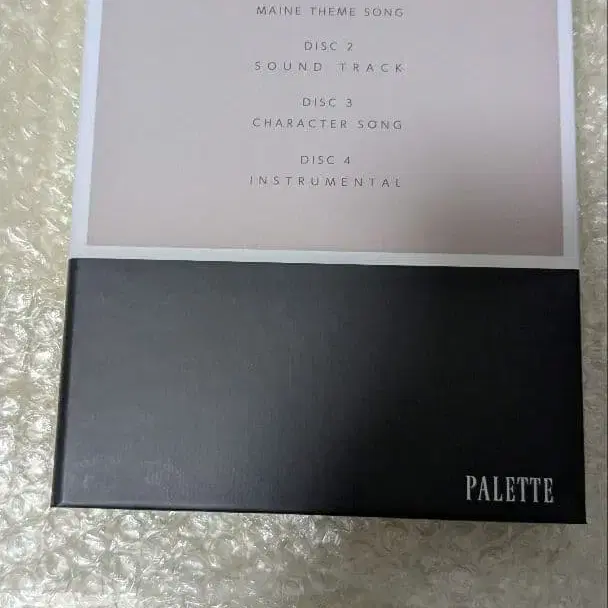 MAINE THEME SONG
DISC 2
SOUND TRACK
DISC 3
CHARACTER SONG
DISC 4
INSTRUMENTAL
PALETTE